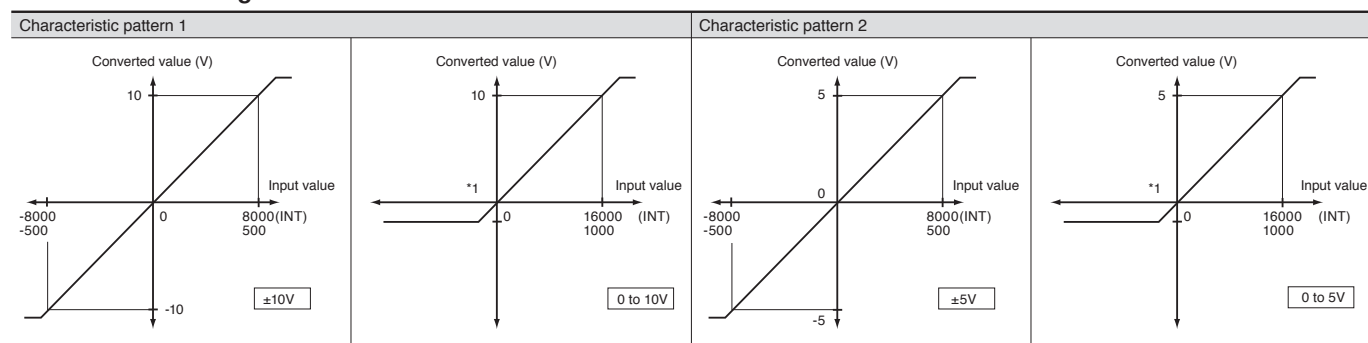 Characteristic pattern 1
Characteristic pattern 2
Converted value (V)
10
Input value
-8000
-500
0
8000(INT)
500
-10
±10V
Converted value (V)
10
*1
Input value
0
16000 (INT)
1000
0 to 10V
Converted value (V)
5
0
Input value
-8000
-500
8000(INT)
500
-5
±5V
Converted value (V)
5
*1
Input value
0
16000 (INT)
1000
0 to 5V